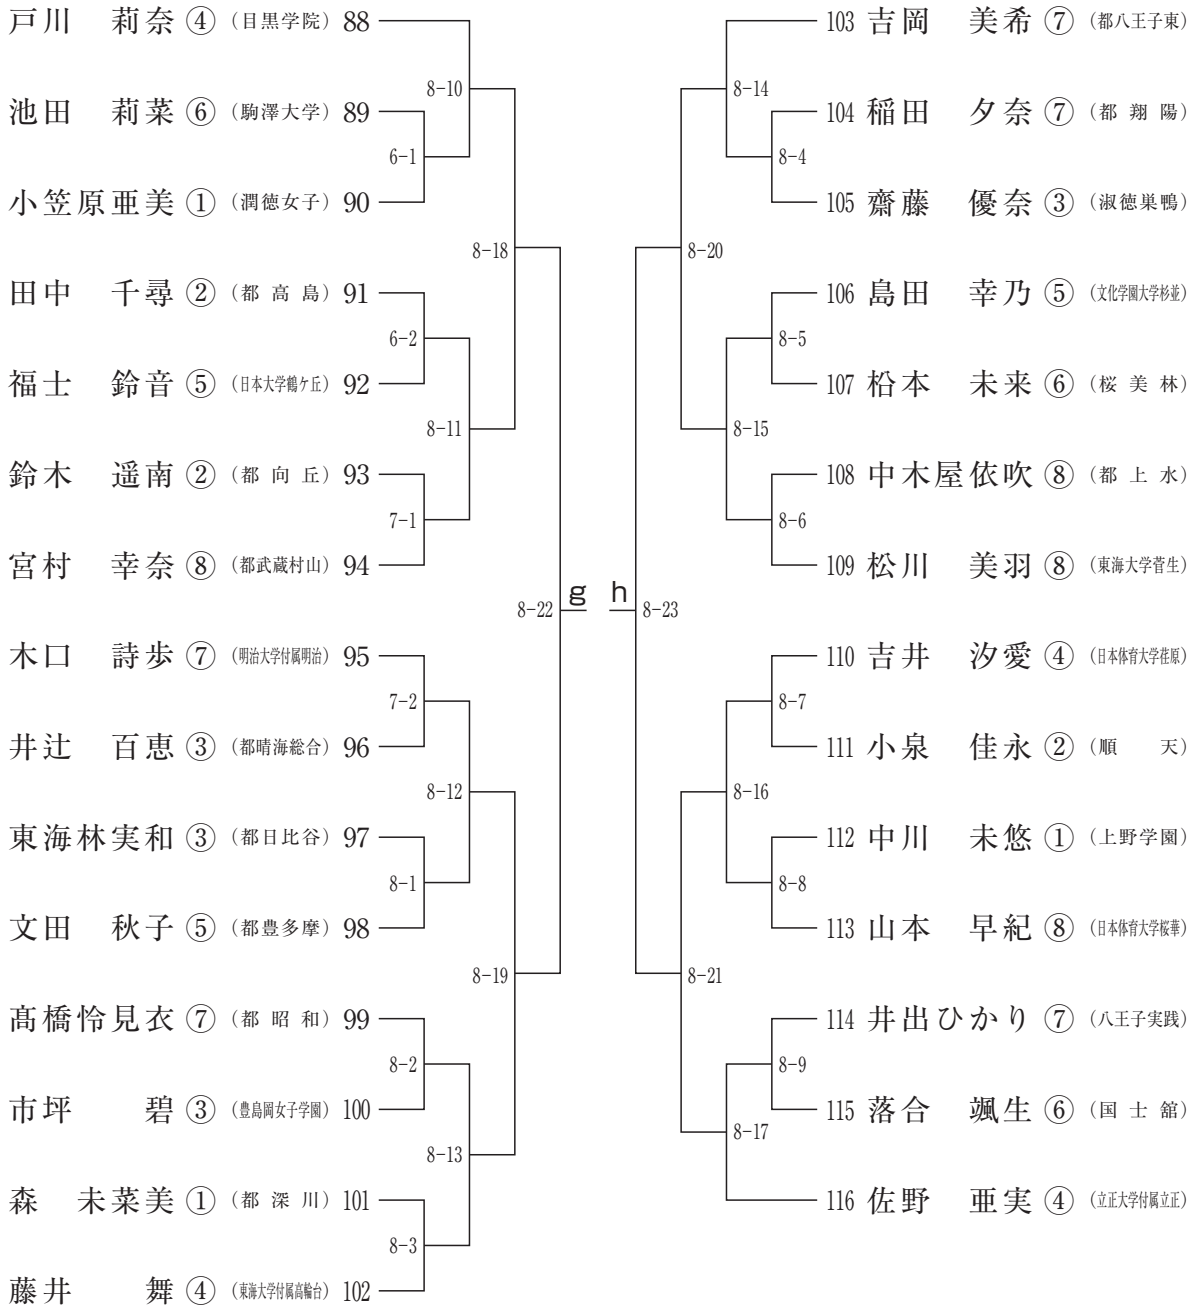 戸川 莉奈 ④ (目黒学院) 88
8-10
池田 莉菜 ⑥ (駒澤大学) 89
6-1
小笠原亜美 ① (潤徳女子) 90
8-18
田中 千尋 ② (都高島) 91
6-2
福士 鈴音 ⑤ (日本大学鶴ケ丘) 92
8-11
鈴木 遥南 ② (都向丘) 93
7-1
宮村 幸奈 ⑧ (都武蔵村山) 94
8-22 g
木口 詩歩 ⑦ (明治大学付属明治) 95
7-2
井辻 百恵 ③ (都晴海総合) 96
8-12
東海林実和 ③ (都日比谷) 97
8-1
文田 秋子 ⑤ (都豊多摩) 98
8-19
髙橋怜見衣 ⑦ (都昭和) 99
8-2
市坪 碧 ③ (豊島岡女子学園) 100
8-13
森 未菜美 ① (都深川) 101
8-3
藤井 舞 ④ (東海大学付属高輪台) 102
103 吉岡 美希 ⑦ (都八王子東)
8-14
104 稲田 夕奈 ⑦ (都翔陽)
8-4
105 齋藤 優奈 ③ (淑徳巣鴨)
8-20
106 島田 幸乃 ⑤ (文化学園大学杉並)
8-5
107 枱本 未来 ⑥ (桜美林)
8-15
108 中木屋依吹 ⑧ (都上水)
8-6
109 松川 美羽 ⑧ (東海大学菅生)
h 8-23
110 吉井 汐愛 ④ (日本体育大学荏原)
8-7
111 小泉 佳永 ② (順天)
8-16
112 中川 未悠 ① (上野学園)
8-8
113 山本 早紀 ⑧ (日本体育大学桜華)
8-21
114 井出ひかり ⑦ (八王子実践)
8-9
115 落合 颯生 ⑥ (国士舘)
8-17
116 佐野 亜実 ④ (立正大学付属立正)